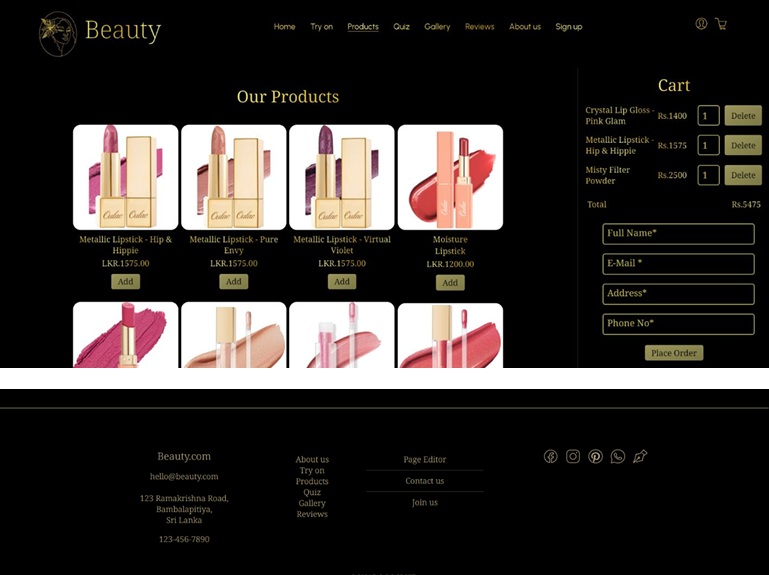 Beauty
Home Try on Products Quiz Gallery Reviews About us Sign up
Our Products
Metallic Lipstick - Hip &
Hippie
LKR.1575.00
Add
Metallic Lipstick - Pure
Envy
LKR.1575.00
Add
Metallic Lipstick - Virtual
Violet
LKR.1575.00
Add
Moisture
Lipstick
LKR.1200.00
Add
Cart
Crystal Lip Gloss -
Pink Glam
Rs.1400 1 Delete
Metallic Lipstick -
Hip & Hippie
Rs.1575 1 Delete
Misty Filter
Powder
Rs.2500 1 Delete
Total Rs.5475
Full Name*
E-Mail *
Address*
Phone No*
Place Order
Beauty.com
hello@beauty.com
123 Ramakrishna Road,
Bambalapitiya,
Sri Lanka
123-456-7890
About us
Try on
Products
Quiz
Gallery
Reviews
Page Editor
Contact us
Join us